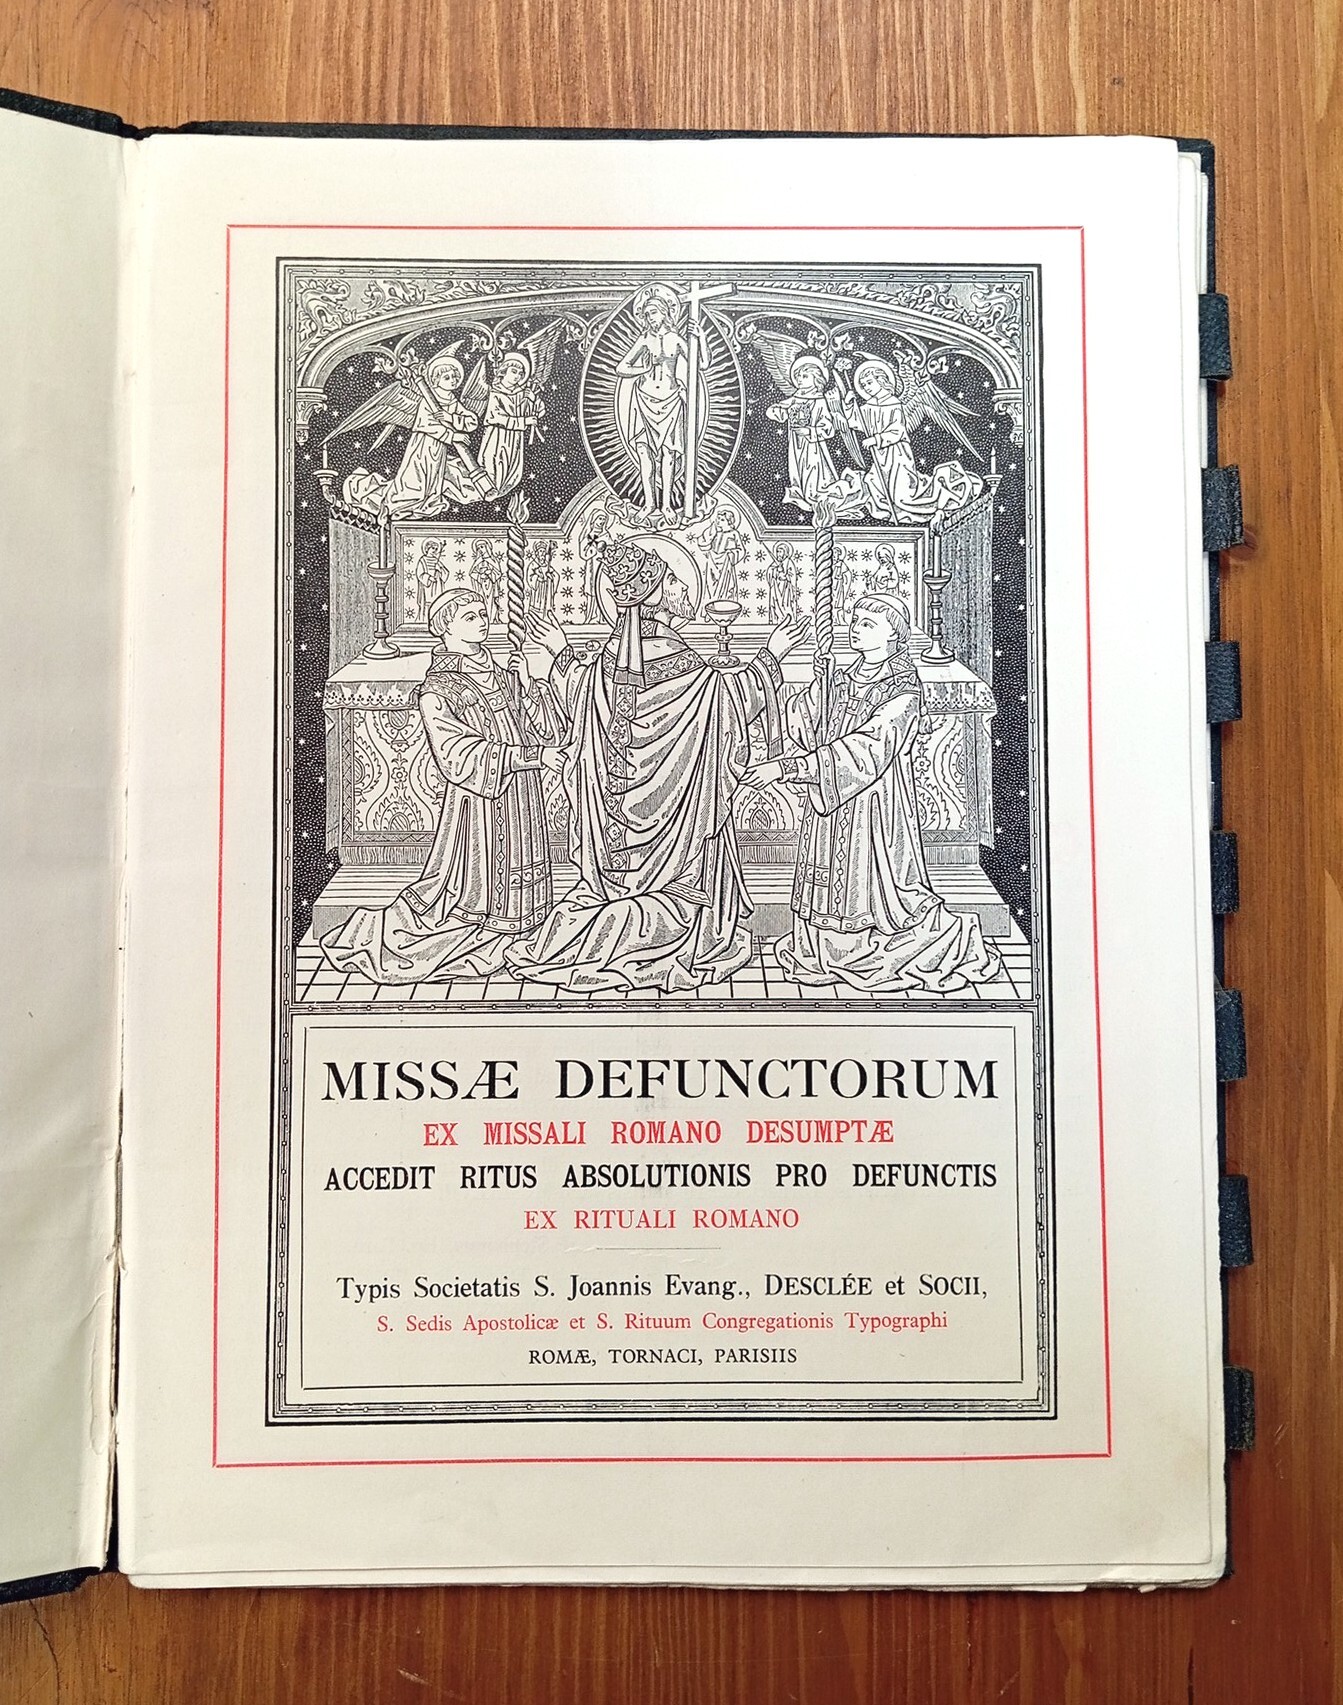 MISSÆ DEFUNCTORUM
EX MISSALI ROMANO DESUMPTÆ
ACCEDIT RITUS ABSOLUTIONIS PRO DEFUNCTIS
EX RITUALI ROMANO
Typis Societatis S. Joannis Evang., DESCLÉE et SOCII,
S. Sedis Apostolicæ et S. Rituum Congregationis Typographi
ROMÆ, TORNACI, PARISIIS